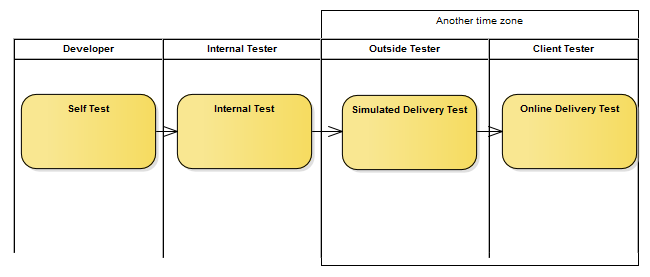 Another time zone
Developer
Internal Tester
Outside Tester
Client Tester
Self Test
Internal Test
Simulated Delivery Test
Online Delivery Test